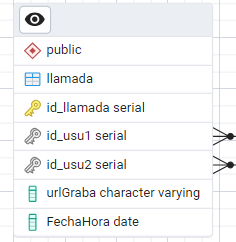 public
llamada
id_llamada serial
id_usu1 serial
id_usu2 serial
urlGraba character varying
FechaHora date